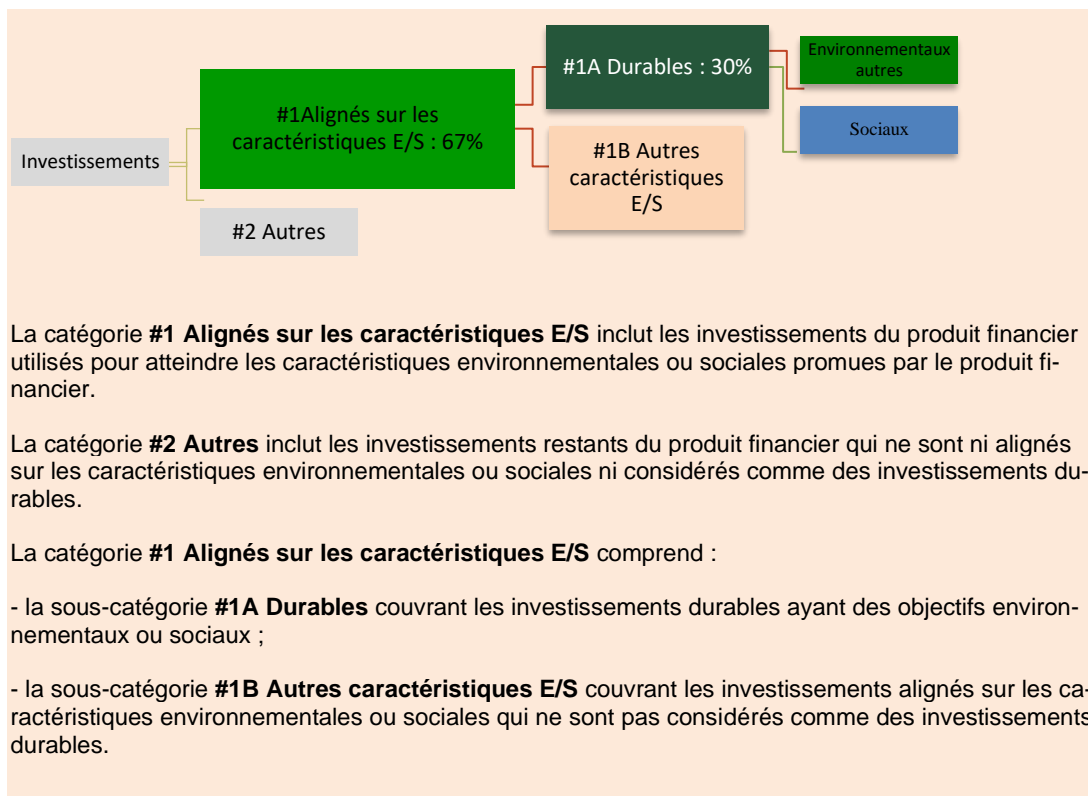 Investissements
#1Alignés sur les
caractéristiques E/S : 67%
#2 Autres
#1A Durables : 30%
#1B Autres
caractéristiques
E/S
Environnementaux
autres
Sociaux
La catégorie #1 Alignés sur les caractéristiques E/S inclut les investissements du produit financier
utilisés pour atteindre les caractéristiques environnementales ou sociales promues par le produit fi-
nancier.
La catégorie #2 Autres inclut les investissements restants du produit financier qui ne sont ni alignés
sur les caractéristiques environnementales ou sociales ni considérés comme des investissements du-
rables.
La catégorie #1 Alignés sur les caractéristiques E/S comprend :
- la sous-catégorie #1A Durables couvrant les investissements durables ayant des objectifs environ-
nementaux ou sociaux ;
- la sous-catégorie #1B Autres caractéristiques E/S couvrant les investissements alignés sur les ca-
ractéristiques environnementales ou sociales qui ne sont pas considérés comme des investissements
durables.